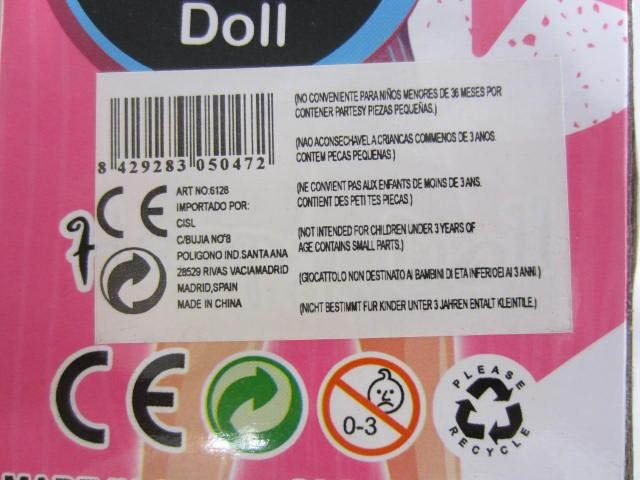 Doll
8 429283 050472
CE
ART NO:6128
IMPORTADO POR:
CISL
C/BUJIA NO"8
POLIGONO IND.SANTA ANA
28529 RIVAS VACIAMADRID
MADRID,SPAIN
MADE IN CHINA
(NO CONVENIENTE PARA NIÑOS MENORES DE 36 MESES POR
CONTENER PARTESY PIEZAS PEQUEÑAS.)
(NAO ACONSECHAVEL A CRIANCAS COMMENOS DE 3 ANOS.
CONTEM PECAS PEQUENAS )
(NE CONVIENT PAS AUX ENFANTS DE MOINS DE 3 ANS.
CONTIENT DES PETI TES PIECAS )
(NOT INTENDED FOR CHILDREN UNDER 3 YEARS OF
AGE CONTAINS SMALL PARTS.)
(GIOCATTOLO NON DESTINATO AI BAMBINI DI ETA INFERIOEI AI 3 ANNI )
(NICHT BESTIMMT FUR KINDER UNTER 3 JAHREN ENTALT KLEINTILE.)
7
CE
0-3
PLEASE
RECYCLE